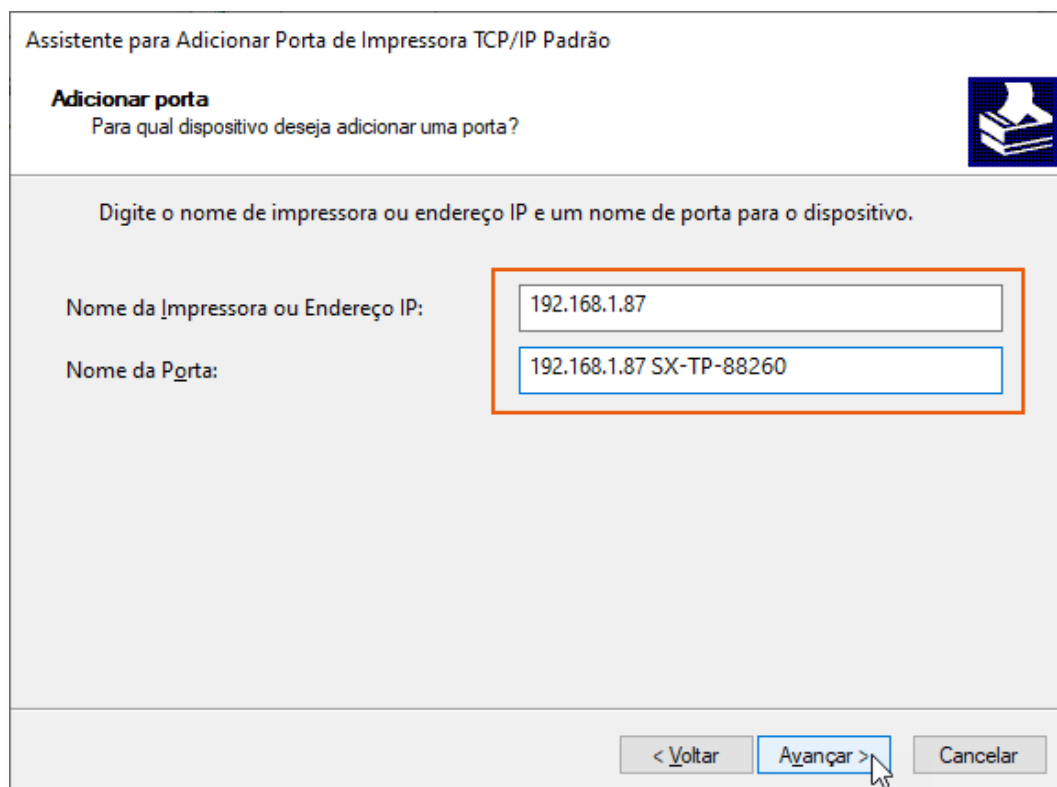 Assistente para Adicionar Porta de Impressora TCP/IP Padrão
Adicionar porta
Para qual dispositivo deseja adicionar uma porta?
Digite o nome de impressora ou endereço IP e um nome de porta para o dispositivo.
Nome da Impressora ou Endereço IP: 192.168.1.87
Nome da Porta: 192.168.1.87 SX-TP-88260
< Voltar Avançar > Cancelar